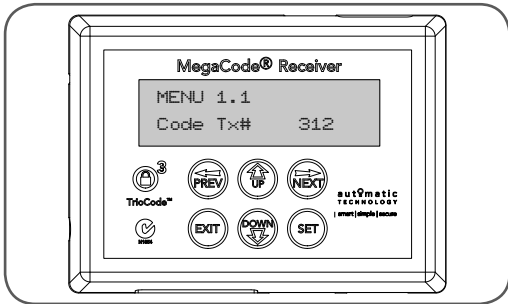 MegaCode® Receiver
MENU 1.1
Code Tx# 312
3
TrioCode™
PREV
UP
NEXT
automatic
TECHNOLOGY
| smart | simple | secure
EXIT
DOWN
SET